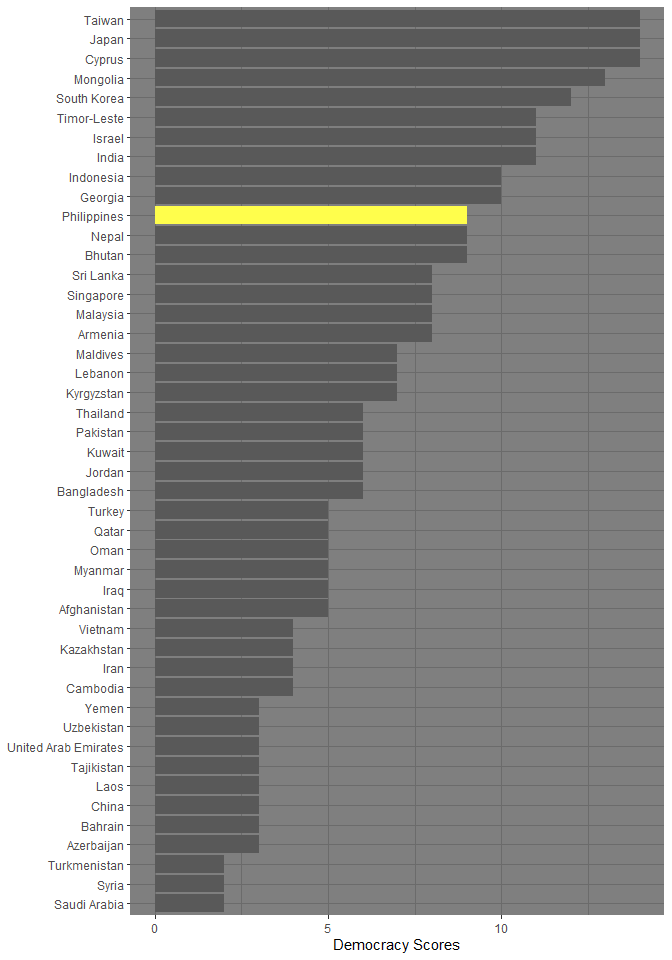 Taiwan
Japan
Cyprus
Mongolia
South Korea
Timor-Leste
Israel
India
Indonesia
Georgia
Philippines
Nepal
Bhutan
Sri Lanka
Singapore
Malaysia
Armenia
Maldives
Lebanon
Kyrgyzstan
Thailand
Pakistan
Kuwait
Jordan
Bangladesh
Turkey
Qatar
Oman
Myanmar
Iraq
Afghanistan
Vietnam
Kazakhstan
Iran
Cambodia
Yemen
Uzbekistan
United Arab Emirates
Tajikistan
Laos
China
Bahrain
Azerbaijan
Turkmenistan
Syria
Saudi Arabia
0 5 10
Democracy Scores